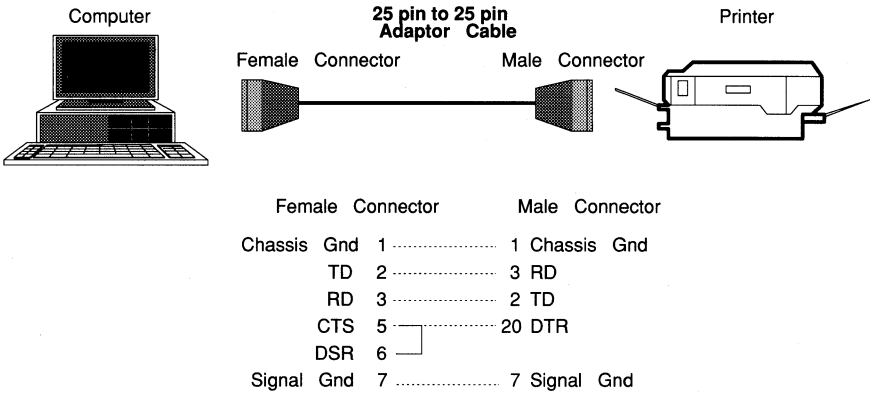 Computer
25 pin to 25 pin
Adaptor Cable
Printer
Female Connector
Male Connector
Female Connector Male Connector
Chassis Gnd 1 1 Chassis Gnd
TD 2 3 RD
RD 3 2 TD
CTS 5 20 DTR
DSR 6
Signal Gnd 7 7 Signal Gnd